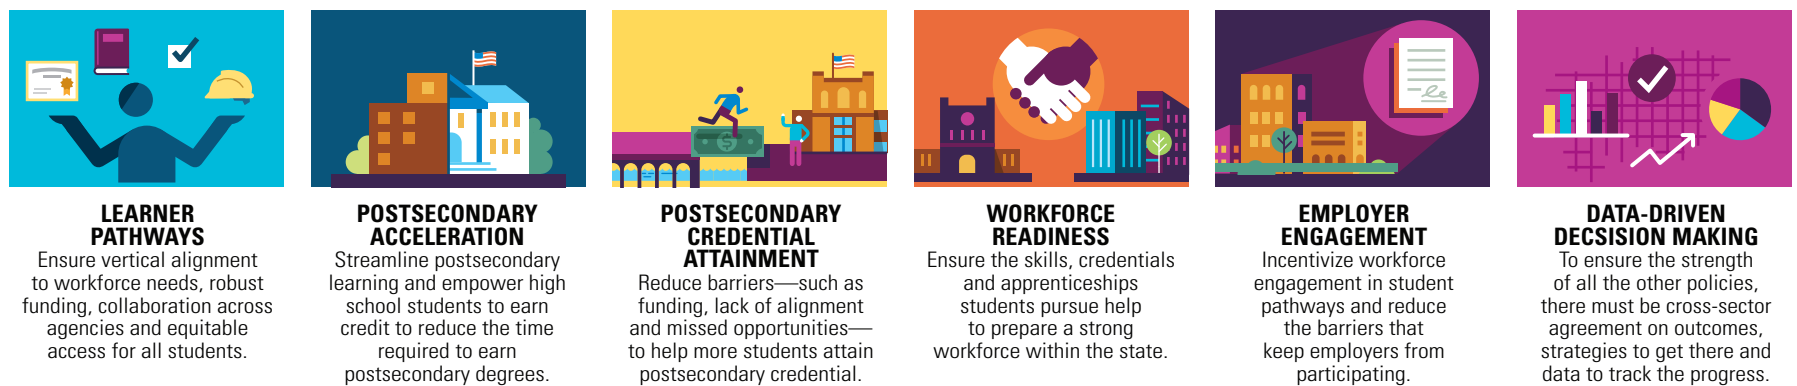 LEARNER
PATHWAYS
Ensure vertical alignment
to workforce needs, robust
funding, collaboration across
agencies and equitable
access for all students.
POSTSECONDARY
ACCELERATION
Streamline postsecondary
learning and empower high
school students to earn
credit to reduce the time
required to earn
postsecondary degrees.
POSTSECONDARY
CREDENTIAL
ATTAINMENT
Reduce barriers—such as
funding, lack of alignment
and missed opportunities—
to help more students attain
postsecondary credential.
WORKFORCE
READINESS
Ensure the skills, credentials
and apprenticeships
students pursue help
to prepare a strong
workforce within the state.
EMPLOYER
ENGAGEMENT
Incentivize workforce
engagement in student
pathways and reduce
the barriers that
keep employers from
participating.
DATA-DRIVEN
DECSISION MAKING
To ensure the strength
of all the other policies,
there must be cross-sector
agreement on outcomes,
strategies to get there and
data to track the progress.